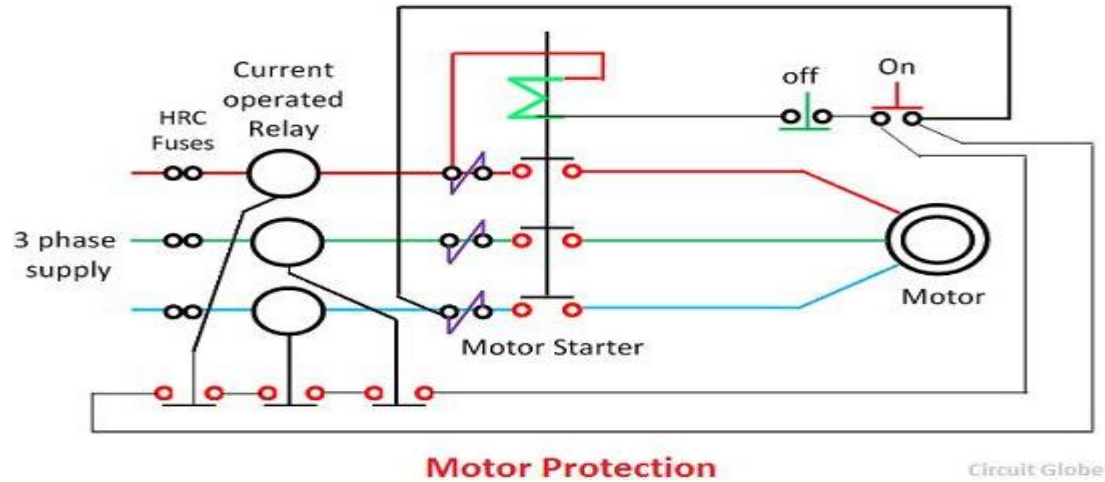 Current
operated
Relay
HRC
Fuses
off
On
3 phase
supply
Motor
Motor Starter
Motor Protection
Circuit Globe